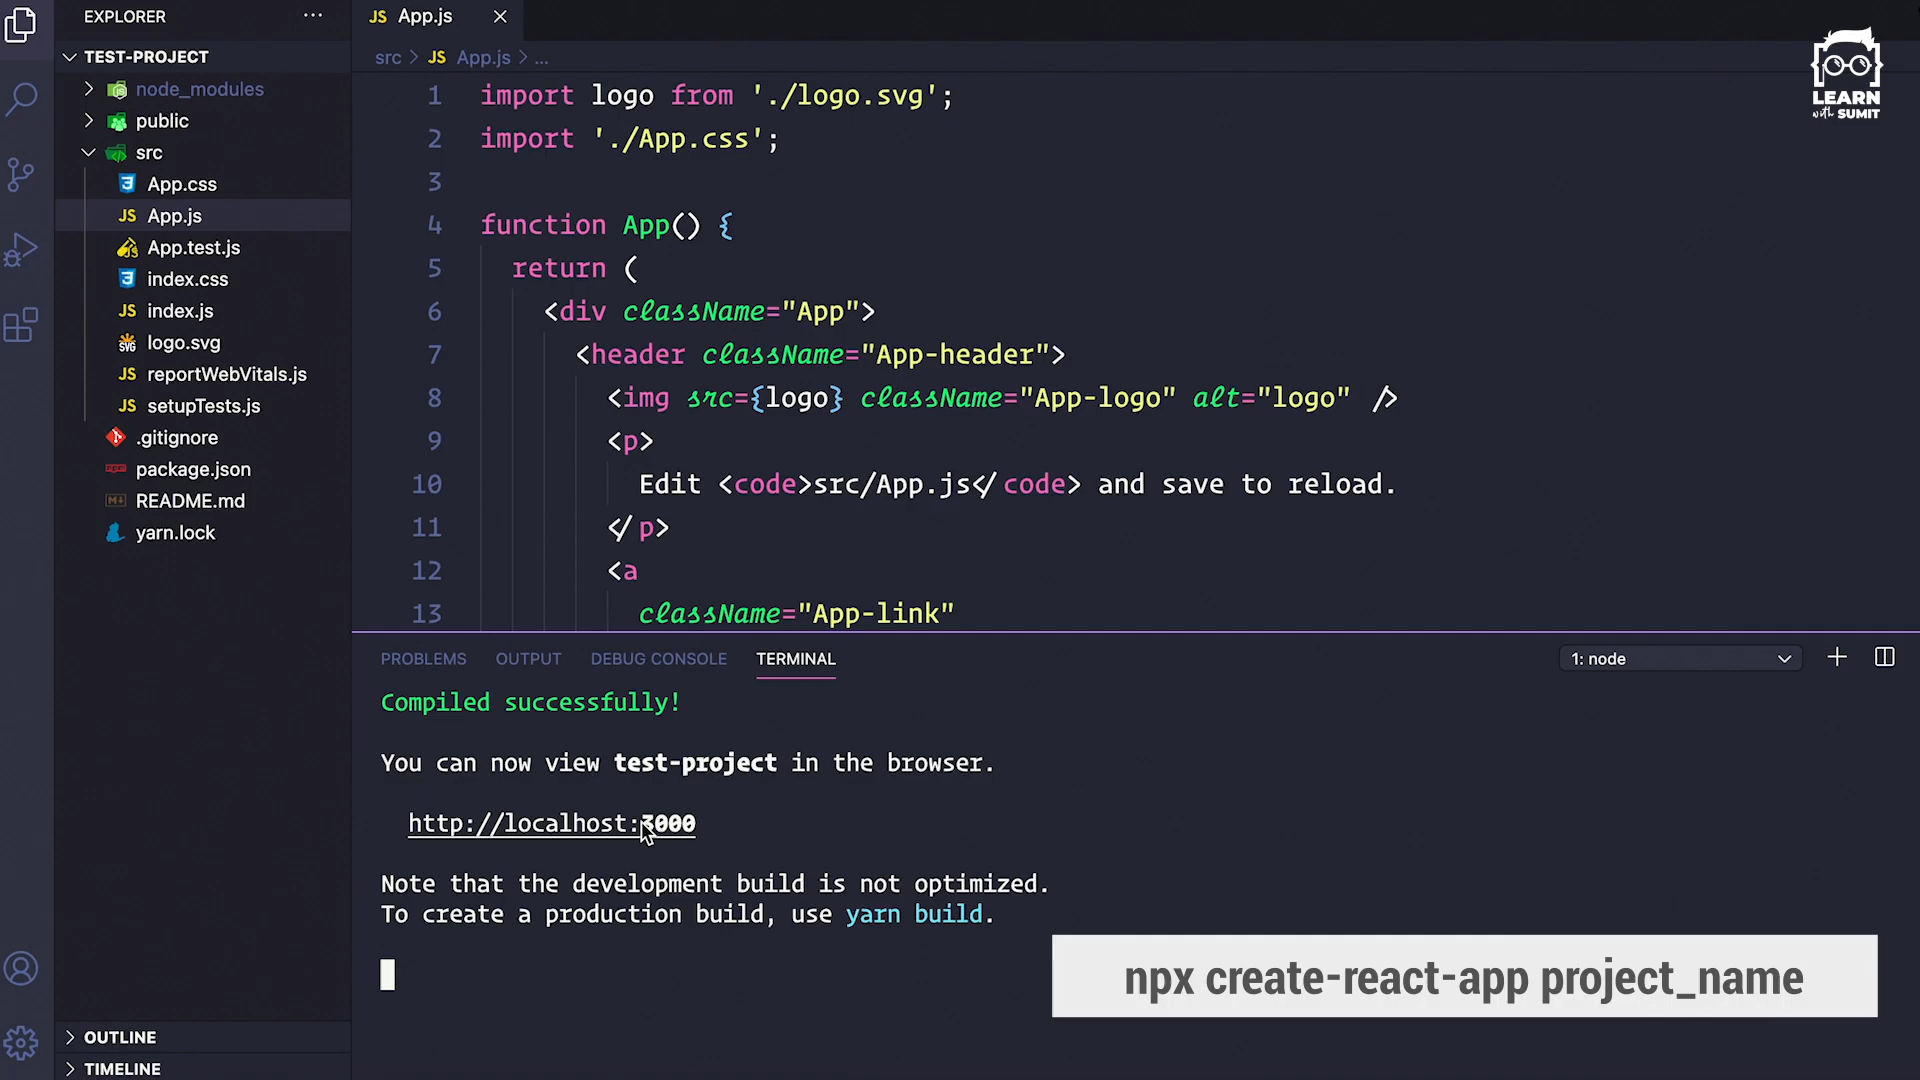 EXPLORER
TEST-PROJECT
node_modules
public
src
App.css
JS App.js
App.test.js
index.css
JS index.js
SVG logo.svg
JS reportWebVitals.js
JS setupTests.js
.gitignore
package.json
README.md
yarn.lock
OUTLINE
TIMELINE
JS App.js
src > JS App.js > ...
1 import logo from './logo.svg';
2 import './App.css';
3
4 function App() {
5 return (
6 <div className="App">
7 <header className="App-header">
8 <img src={logo} className="App-logo" alt="logo" />
9 <p>
10 Edit <code>src/App.js</code> and save to reload.
11 </p>
12 <a
13 className="App-link"
LEARN
with SUMIT
PROBLEMS OUTPUT DEBUG CONSOLE TERMINAL 1: node
Compiled successfully!
You can now view test-project in the browser.
http://localhost:3000
Note that the development build is not optimized.
To create a production build, use yarn build.
npx create-react-app project_name